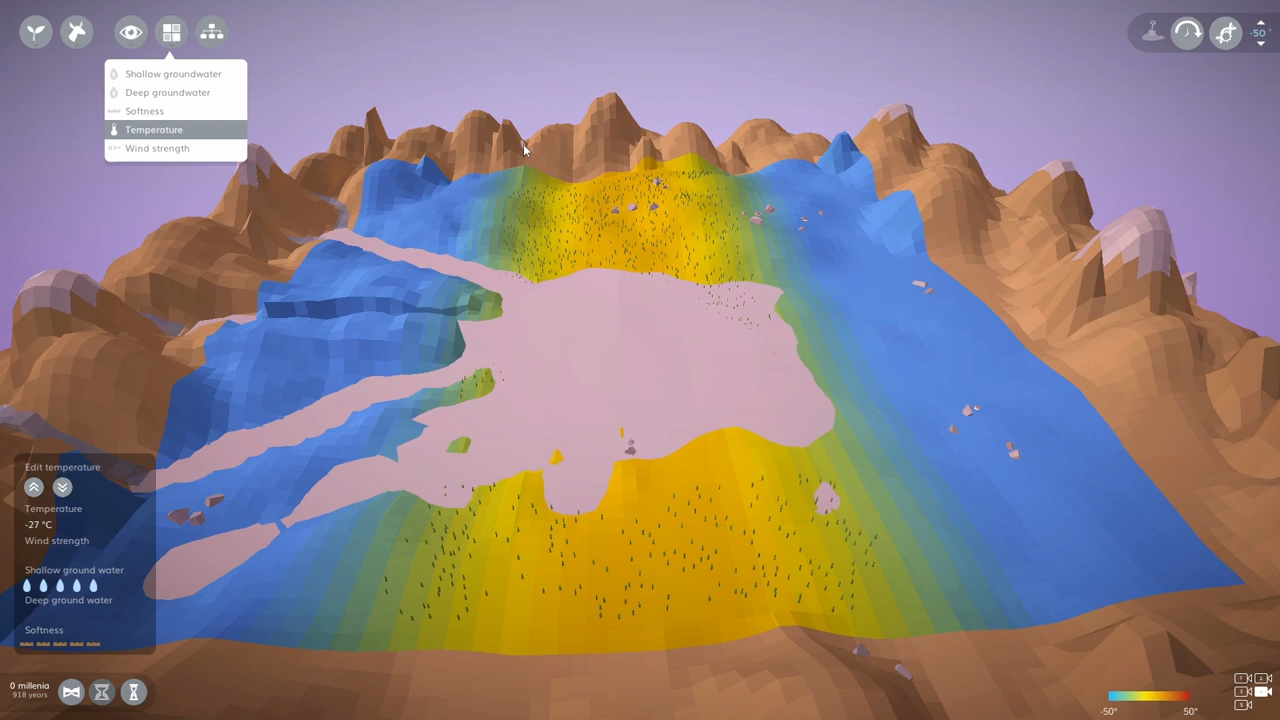 -50°
Shallow groundwater
Deep groundwater
Softness
Temperature
Wind strength
Edit temperature
Temperature
-27 °C
Wind strength
Shallow ground water
Deep ground water
Softness
0 millenia
918 years
-50°
50°